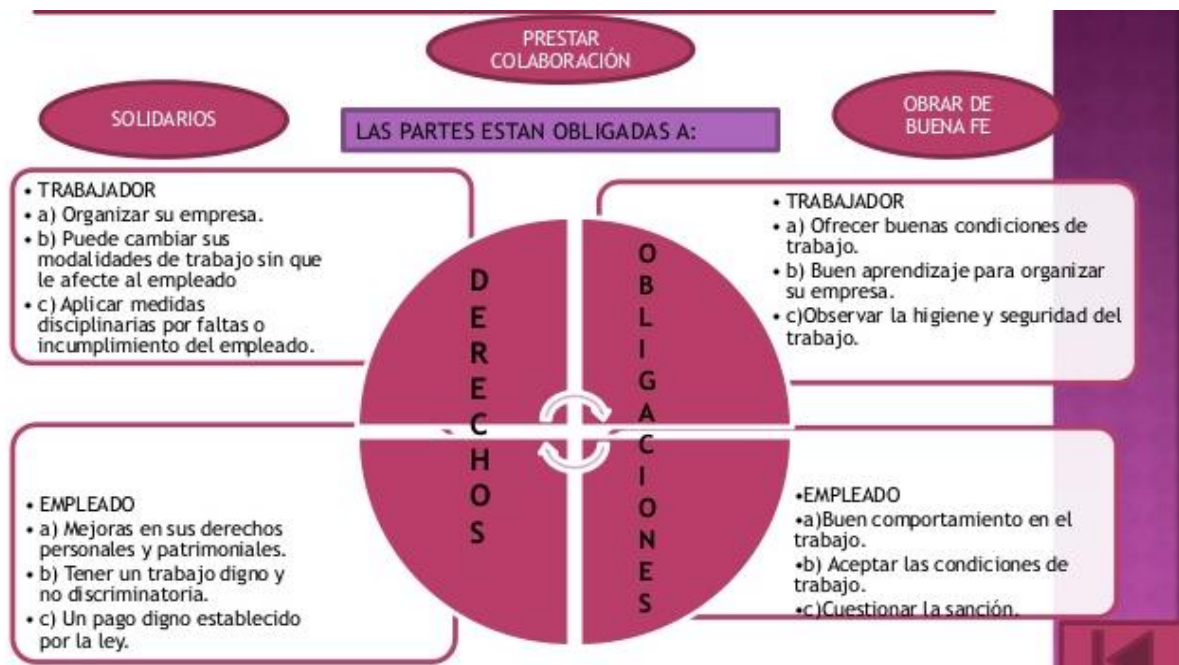 PRESTAR
COLABORACIÓN
SOLIDARIOS
OBRAR DE
BUENA FE
LAS PARTES ESTAN OBLIGADAS A:
• TRABAJADOR
• a) Organizar su empresa.
• b) Puede cambiar sus
modalidades de trabajo sin que
le afecte al empleado
• c) Aplicar medidas
disciplinarias por faltas o
incumplimiento del empleado.
• TRABAJADOR
• a) Ofrecer buenas condiciones de
trabajo.
• b) Buen aprendizaje para organizar
su empresa.
• c)Observar la higiene y seguridad del
trabajo.
DERECHOS
OBLIGACIONES
• EMPLEADO
• a) Mejoras en sus derechos
personales y patrimoniales.
• b) Tener un trabajo digno y
no discriminatoria.
• c) Un pago digno establecido
por la ley.
•EMPLEADO
•a)Buen comportamiento en el
trabajo.
•b) Aceptar las condiciones de
trabajo.
•c)Cuestionar la sanción.